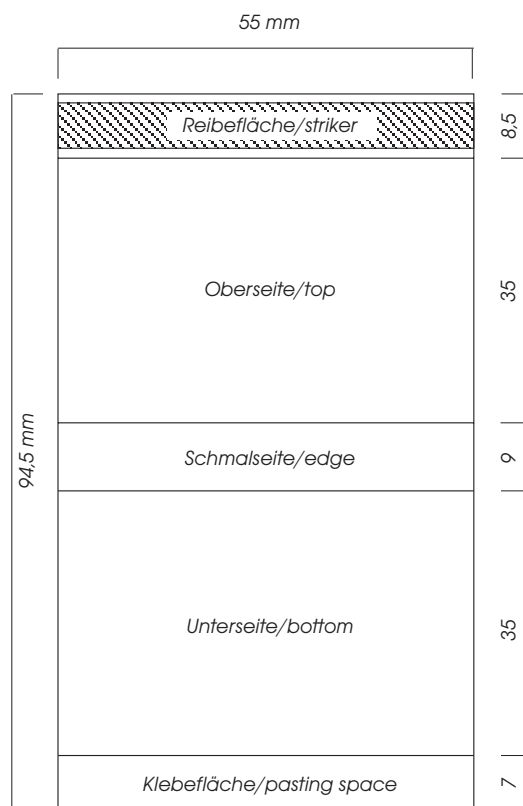 55 mm
Reibefläche/striker
8,5
Oberseite/top
35
94,5 mm
Schmalseite/edge
9
Unterseite/bottom
35
Klebefläche/pasting space
7